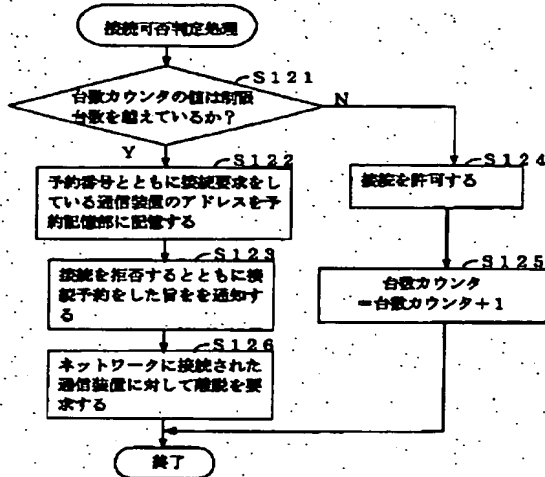 接続可否判定処理
S121
台数カウンタの値は制限
台数を越えているか？
N
Y
S122
予約番号とともに接続要求をし
ている通信装置のアドレスを予
約記憶部に記憶する
S123
接続を拒否するとともに接
続予約をした旨をを通知す
る
S126
ネットワークに接続された
通信装置に対して離脱を要
求する
S124
接続を許可する
S125
台数カウンタ
＝台数カウンタ＋1
終了